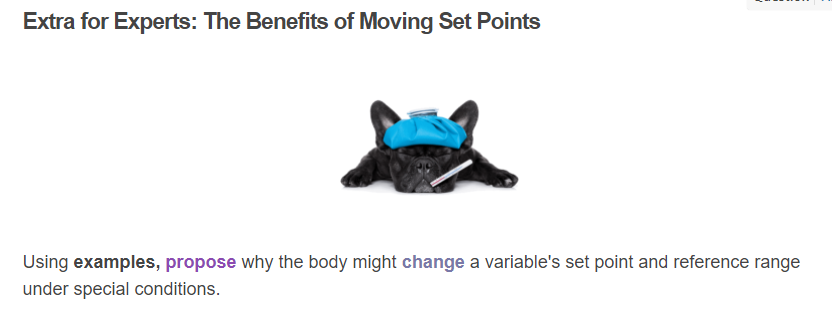 Extra for Experts: The Benefits of Moving Set Points
Using examples, propose why the body might change a variable's set point and reference range
under special conditions.